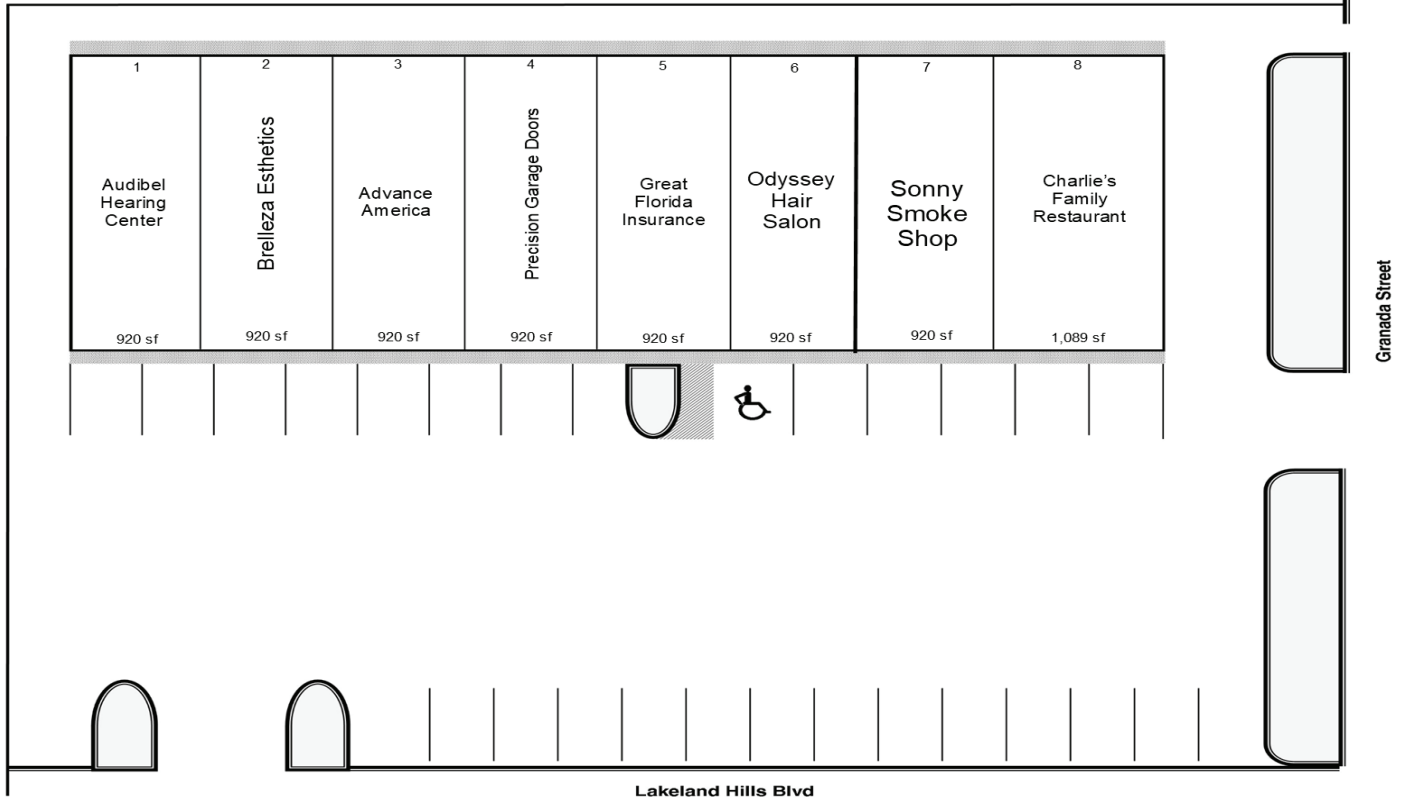 1
2
3
4
5
6
7
8
Audibel
Hearing
Center
Brelleza Esthetics
Advance
America
Precision Garage Doors
Great
Florida
Insurance
Odyssey
Hair
Salon
Sonny
Smoke
Shop
Charlie's
Family
Restaurant
920 sf
920 sf
920 sf
920 sf
920 sf
920 sf
920 sf
1,089 sf
Granada Street
Lakeland Hills Blvd